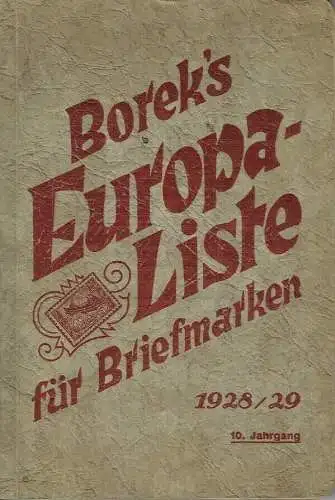 Borek's
Europa-
Liste
für Briefmarken
1928/29
10. Jahrgang